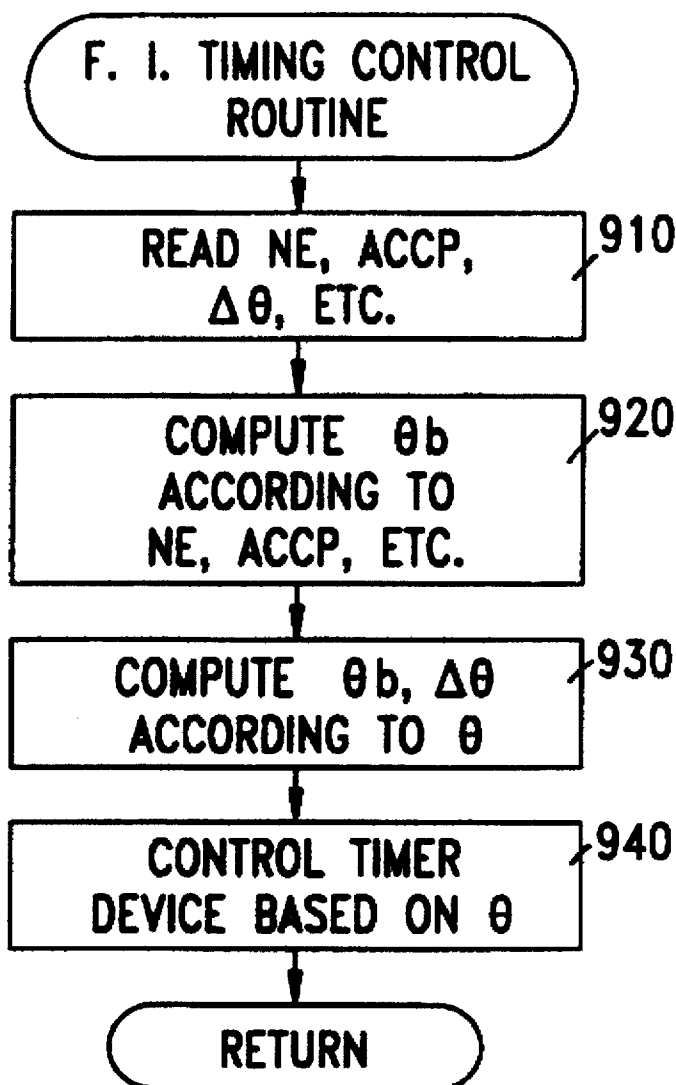 F. I. TIMING CONTROL
ROUTINE
READ NE, ACCP,
Δθ, ETC.
910
COMPUTE θb
ACCORDING TO
NE, ACCP, ETC.
920
COMPUTE θb, Δθ
ACCORDING TO θ
930
CONTROL TIMER
DEVICE BASED ON θ
940
RETURN